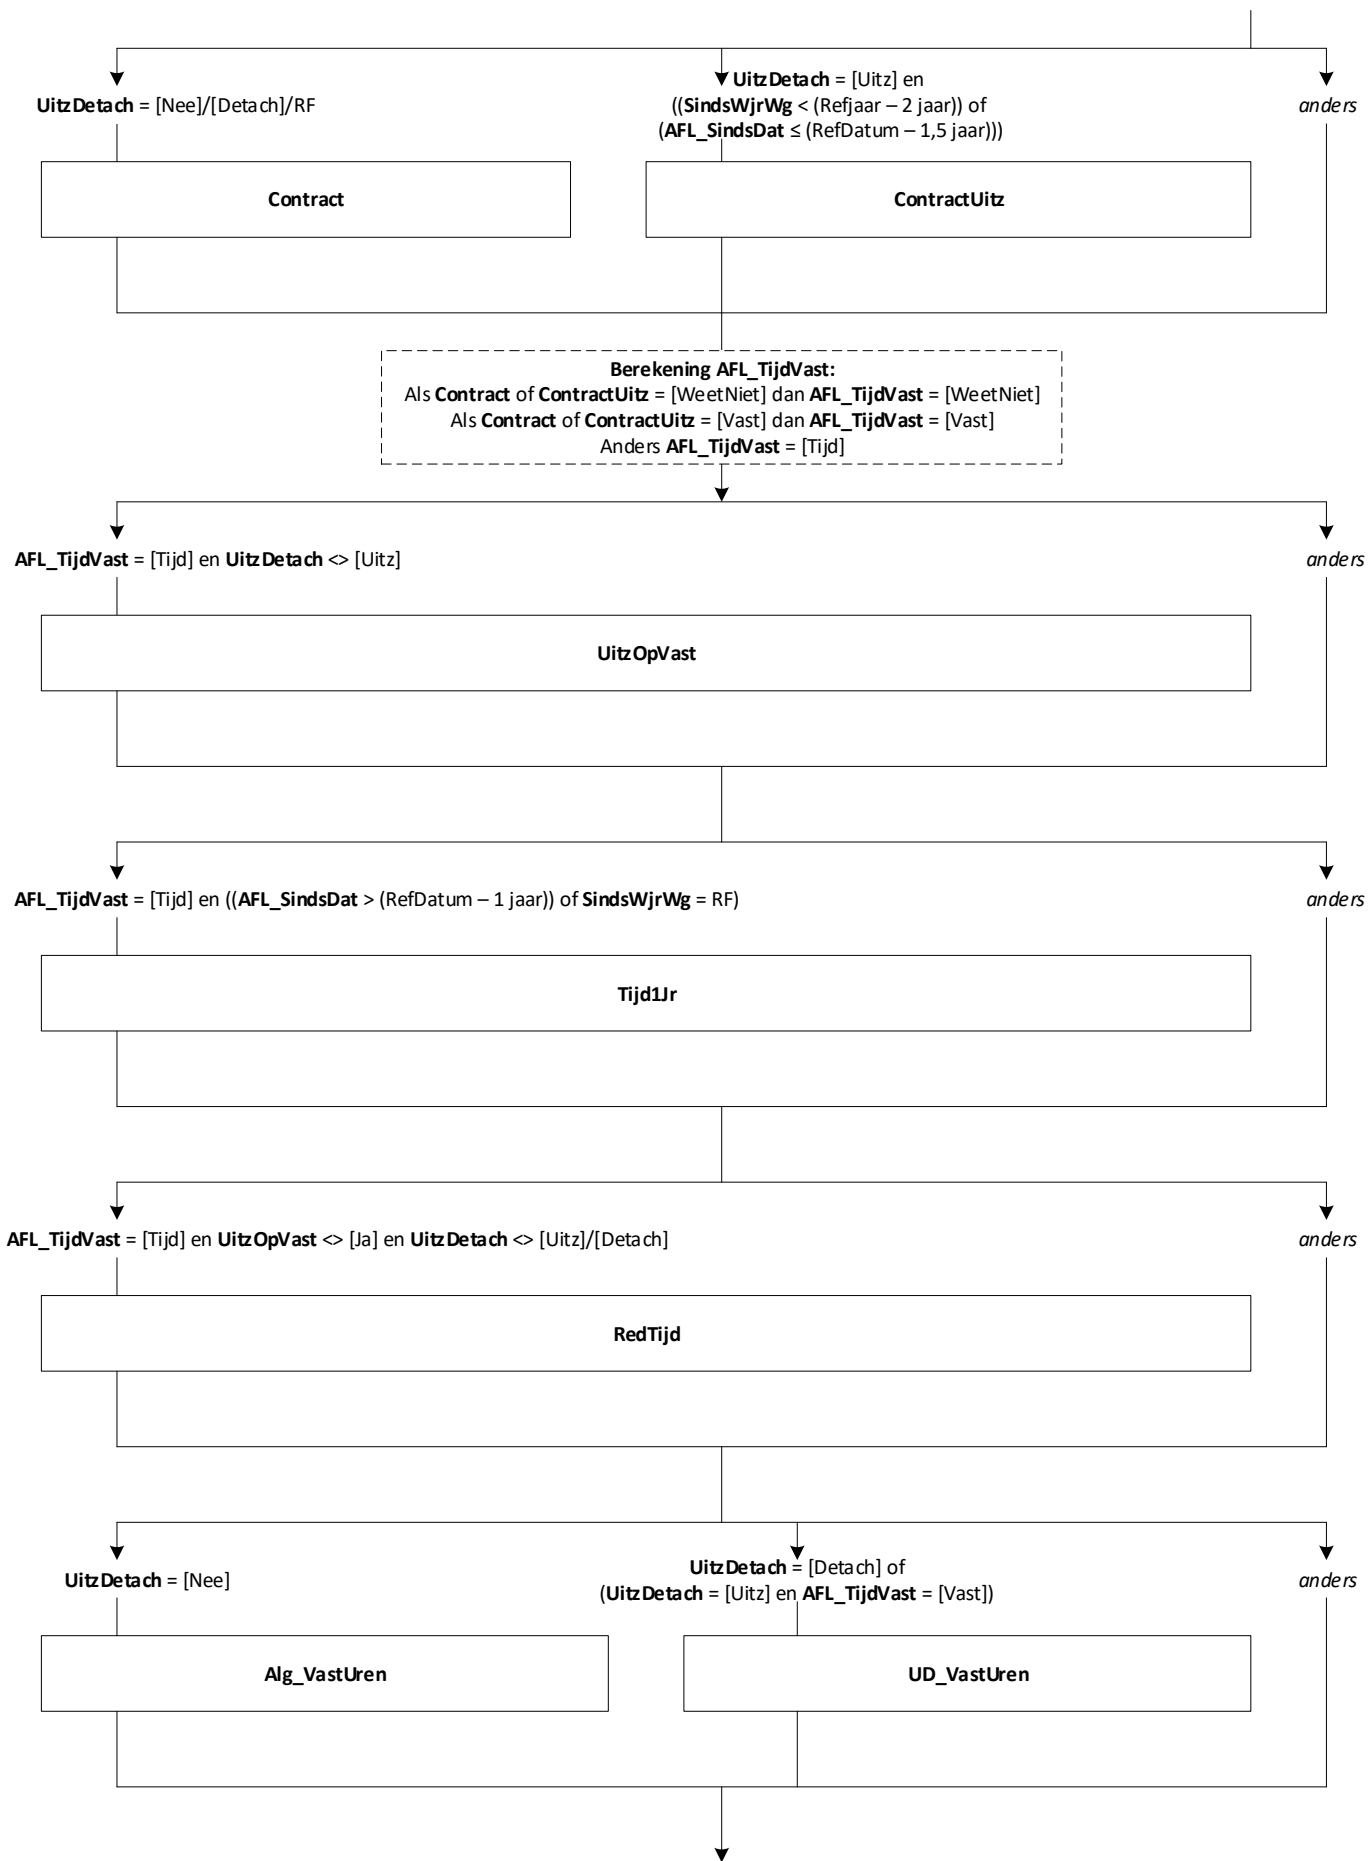 UitzDetach = [Nee]/[Detach]/RF
UitzDetach = [Uitz] en
((SindsWjrWg < (Refjaar – 2 jaar)) of
(AFL_SindsDat ≤ (RefDatum – 1,5 jaar)))
anders
Contract
ContractUitz
Berekening AFL_TijdVast:
Als Contract of ContractUitz = [WeetNiet] dan AFL_TijdVast = [WeetNiet]
Als Contract of ContractUitz = [Vast] dan AFL_TijdVast = [Vast]
Anders AFL_TijdVast = [Tijd]
AFL_TijdVast = [Tijd] en UitzDetach <> [Uitz]
anders
UitzOpVast
AFL_TijdVast = [Tijd] en ((AFL_SindsDat > (RefDatum – 1 jaar)) of SindsWjrWg = RF)
anders
Tijd1Jr
AFL_TijdVast = [Tijd] en UitzOpVast <> [Ja] en UitzDetach <> [Uitz]/[Detach]
anders
RedTijd
UitzDetach = [Nee]
UitzDetach = [Detach] of
(UitzDetach = [Uitz] en AFL_TijdVast = [Vast])
anders
Alg_VastUren
UD_VastUren